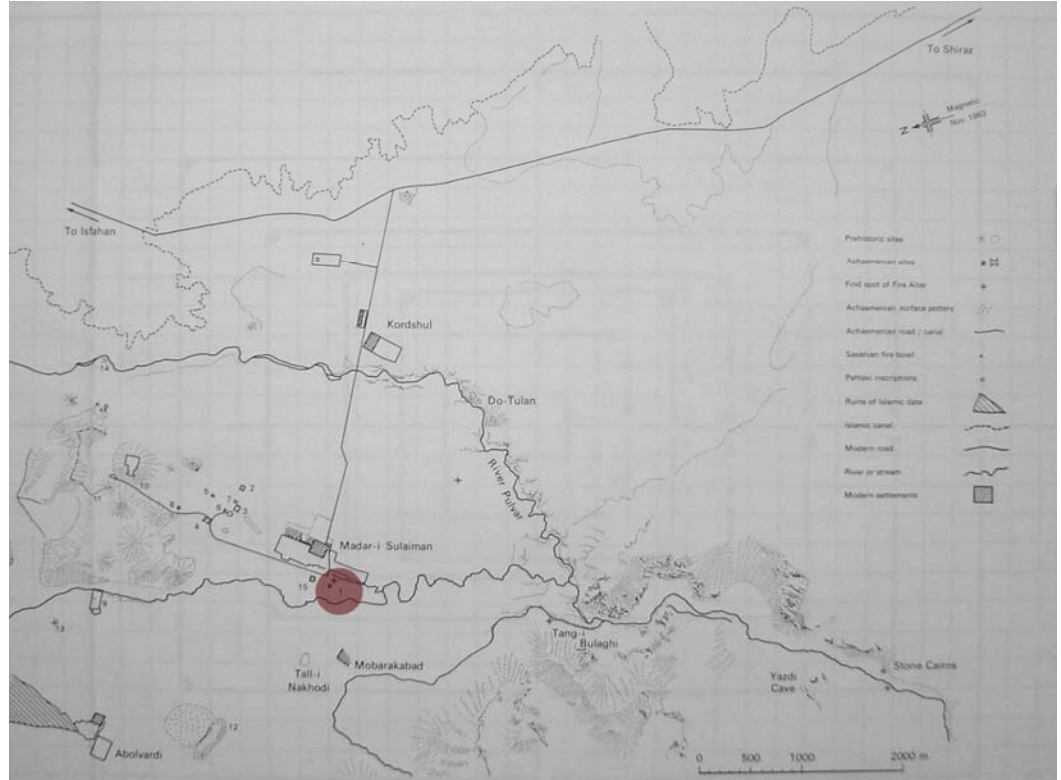 To Shiraz
N
Magnetic
Nov. 1963
To Isfahan
Prehistoric sites
Achaemenian sites
Find spot of Fire Altar
Achaemenian surface pottery
Achaemenian road / canal
Sasanian fire bowl
Pahlavi inscriptions
Ruins of Islamic date
Islamic canal
Modern road
River or stream
Modern settlements
Kordshul
14
Do-Tulan
River Pulvar
10
11
5
2
7
6
3
8
4
Madar-i Sulaiman
15
1
9
13
Tall-i
Nakhodi
Mobarakabad
Tang-i
Bulaghi
Yazdi
Cave
Stone Cairns
12
Abolvardi
0
500
1000
2000 m.